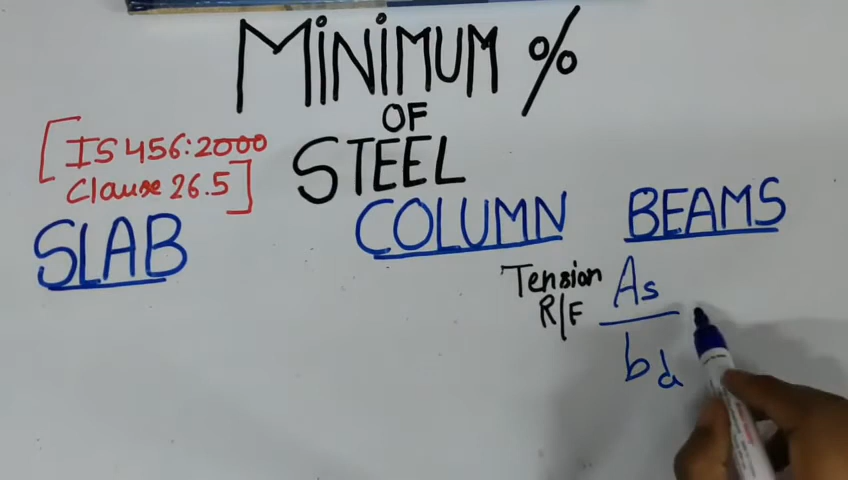 MINIMUM %
OF
STEEL
[IS 456:2000
Clause 26.5]
SLAB
COLUMN
BEAMS
Tension
R/F
As
bd